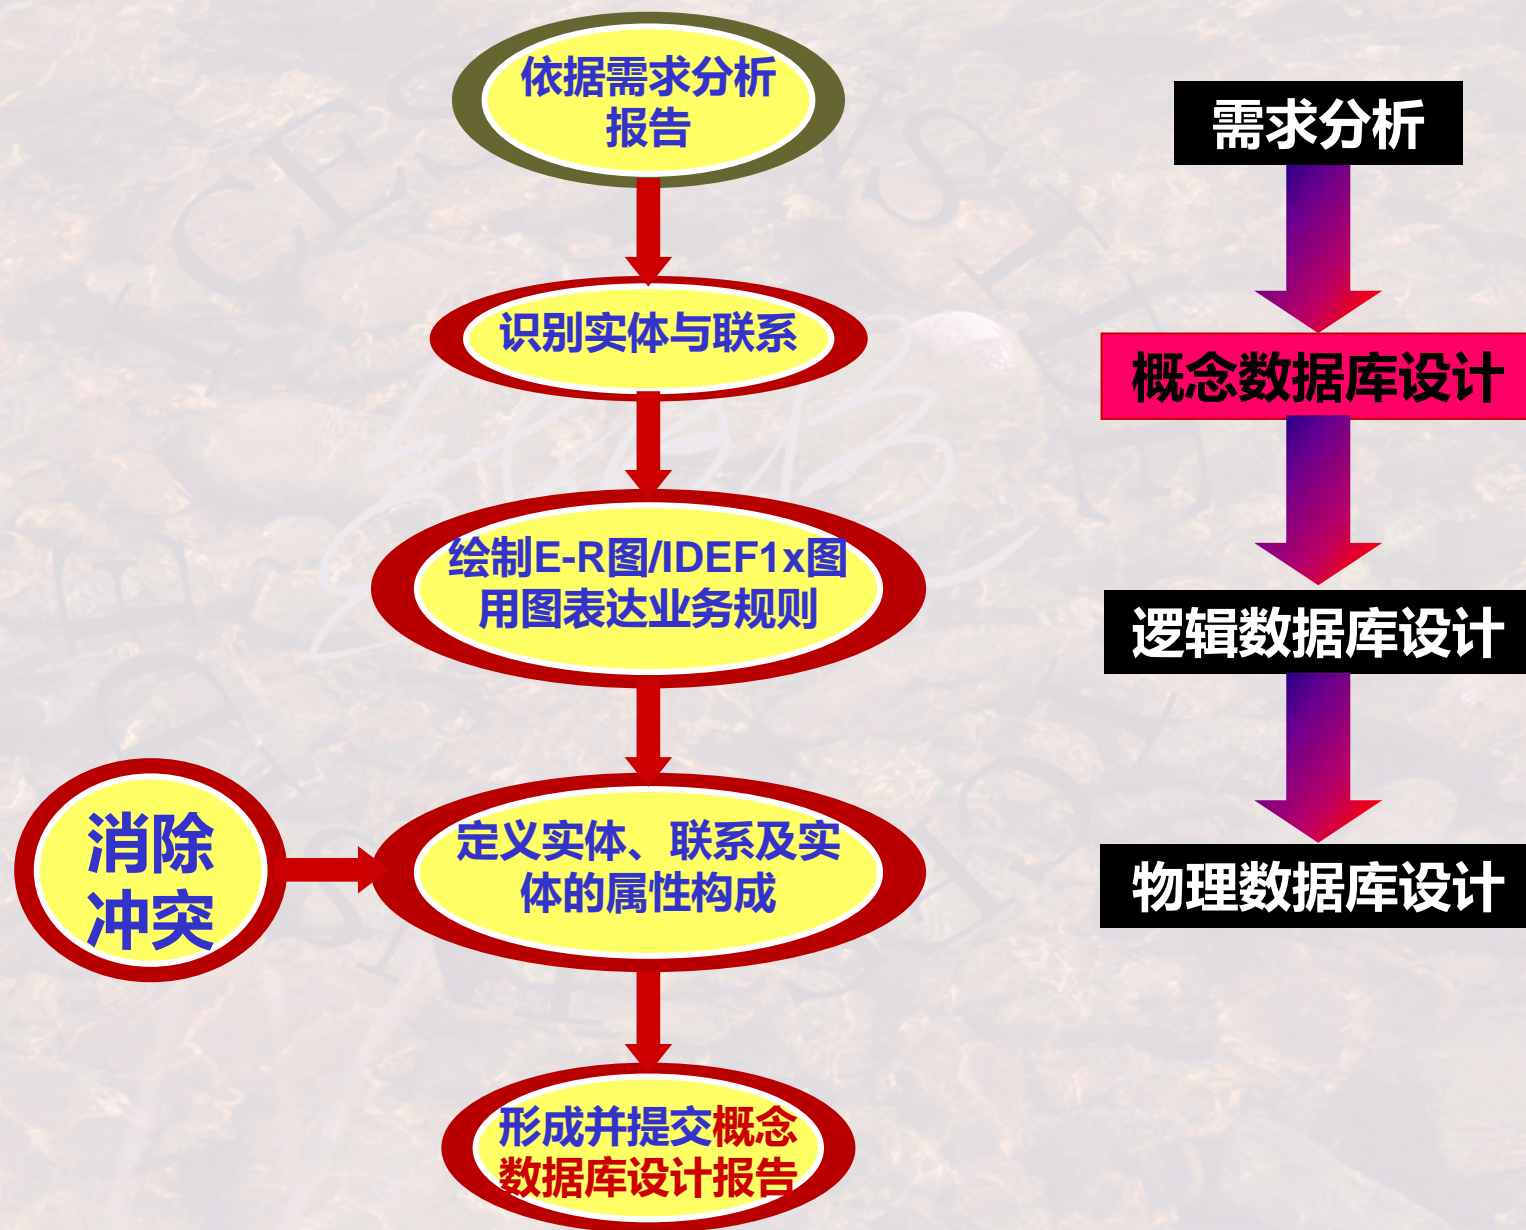 依据需求分析
报告
识别实体与联系
绘制E-R图/IDEF1x图
用图表达业务规则
消除
冲突
定义实体、联系及实
体的属性构成
形成并提交概念
数据库设计报告
需求分析
概念数据库设计
逻辑数据库设计
物理数据库设计